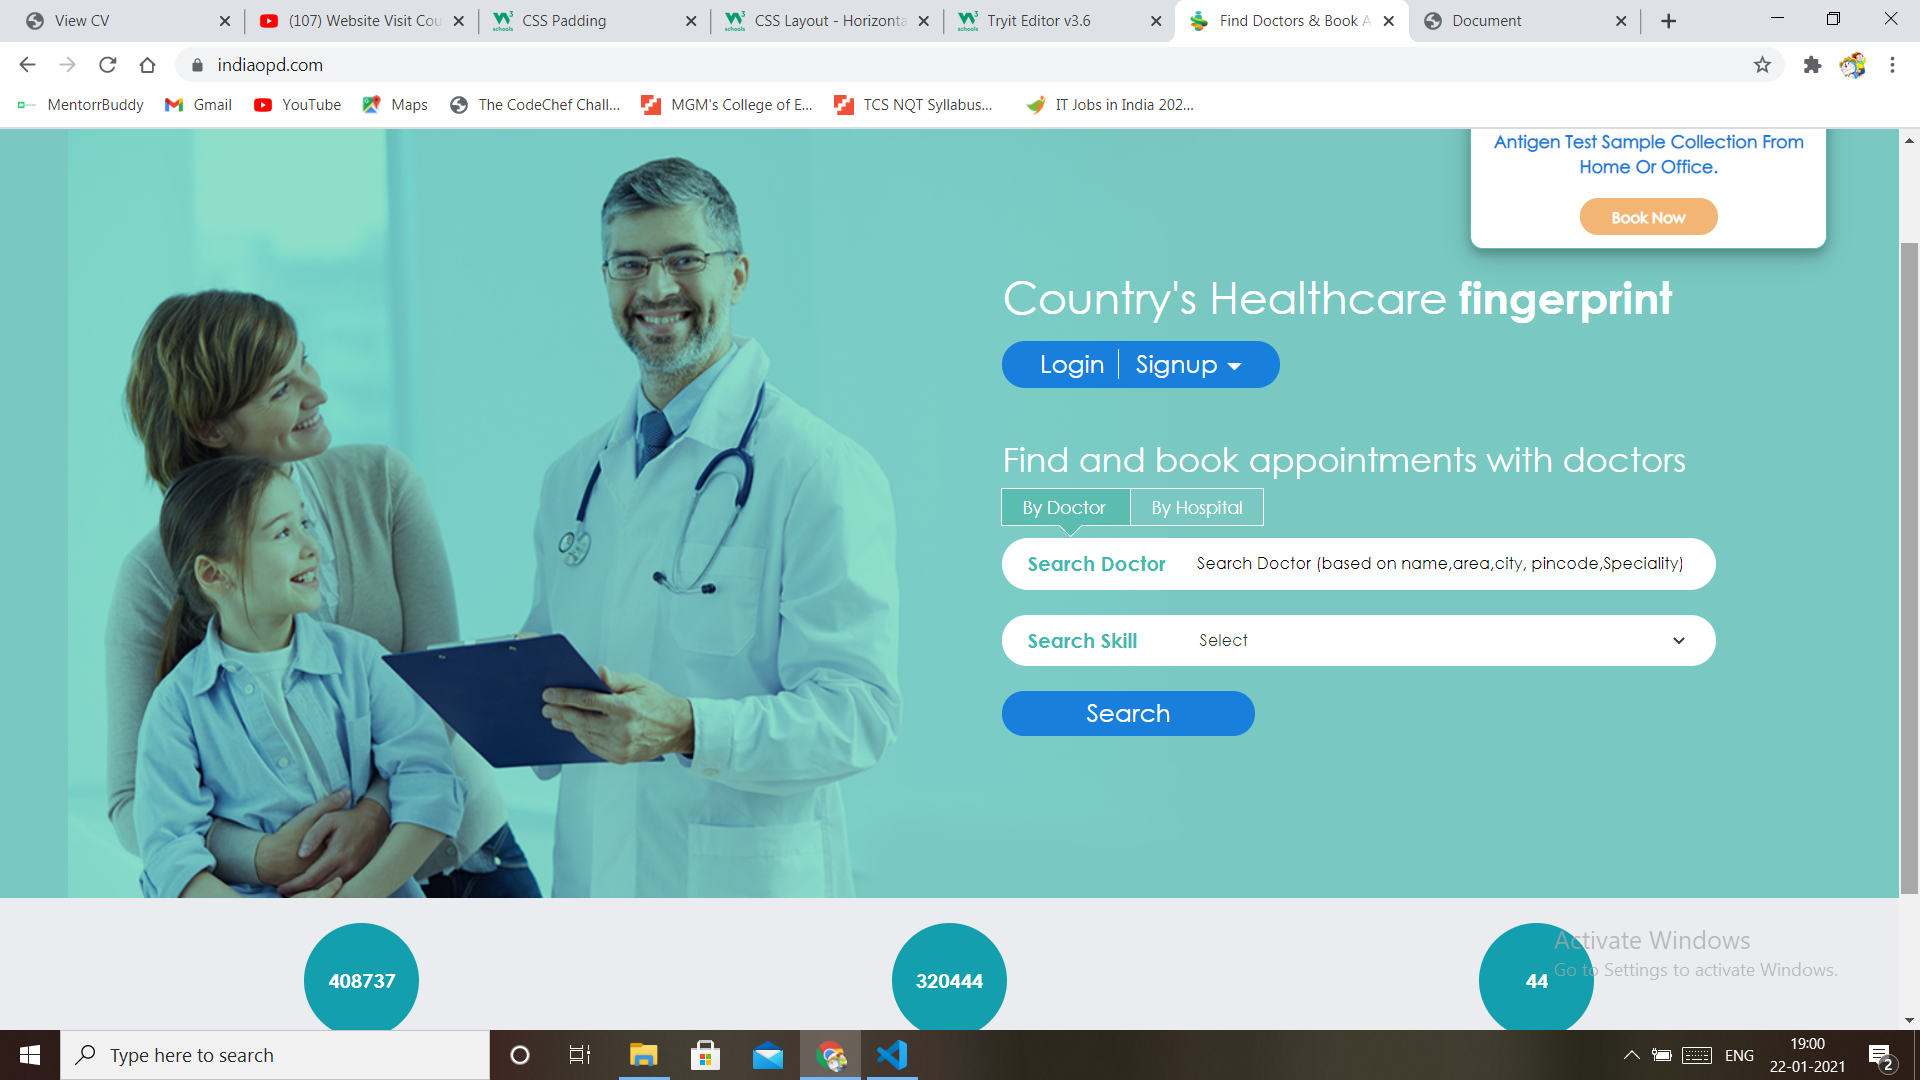 View CV
(107) Website Visit Cou
CSS Padding
CSS Layout - Horizonta
Tryit Editor v3.6
Find Doctors & Book A
Document
indiaopd.com
MentorrBuddy
Gmail
YouTube
Maps
The CodeChef Chall...
MGM's College of E...
TCS NQT Syllabus...
IT Jobs in India 202...
Antigen Test Sample Collection From
Home Or Office.
Book Now
Country's Healthcare fingerprint
Login
Signup
Find and book appointments with doctors
By Doctor
By Hospital
Search Doctor
Search Doctor (based on name,area,city, pincode,Speciality)
Search Skill
Select
Search
408737
320444
44
Activate Windows
Go to Settings to activate Windows.
Type here to search
ENG
19:00
22-01-2021
2